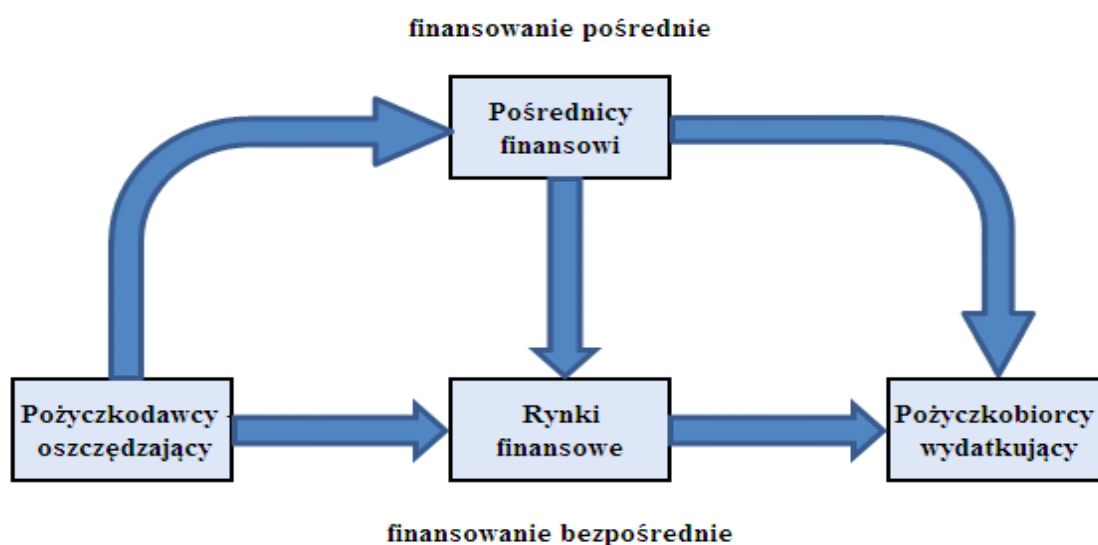 finansowanie pośrednie
Pośrednicy
finansowi
Pożyczkodawcy -
oszczędzający
Rynki
finansowe
Pożyczkobiorcy
wydatkujący
finansowanie bezpośrednie